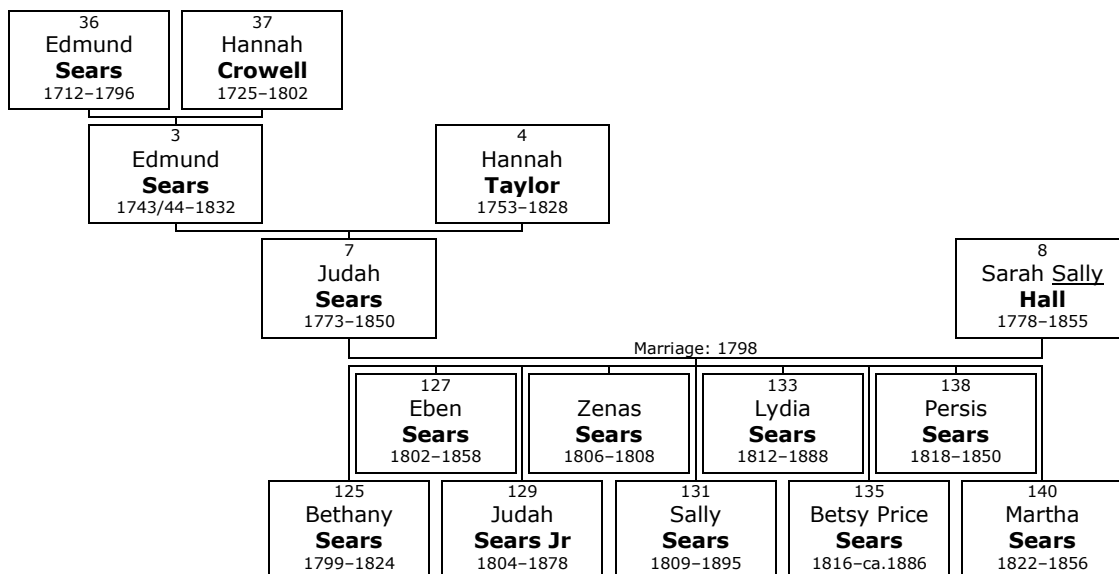 36
Edmund
Sears
1712–1796
37
Hannah
Crowell
1725–1802
3
Edmund
Sears
1743/44–1832
4
Hannah
Taylor
1753–1828
7
Judah
Sears
1773–1850
8
Sarah Sally
Hall
1778–1855
Marriage: 1798
127
Eben
Sears
1802–1858
Zenas
Sears
1806–1808
133
Lydia
Sears
1812–1888
138
Persis
Sears
1818–1850
125
Bethany
Sears
1799–1824
129
Judah
Sears Jr
1804–1878
131
Sally
Sears
1809–1895
135
Betsy Price
Sears
1816–ca.1886
140
Martha
Sears
1822–1856